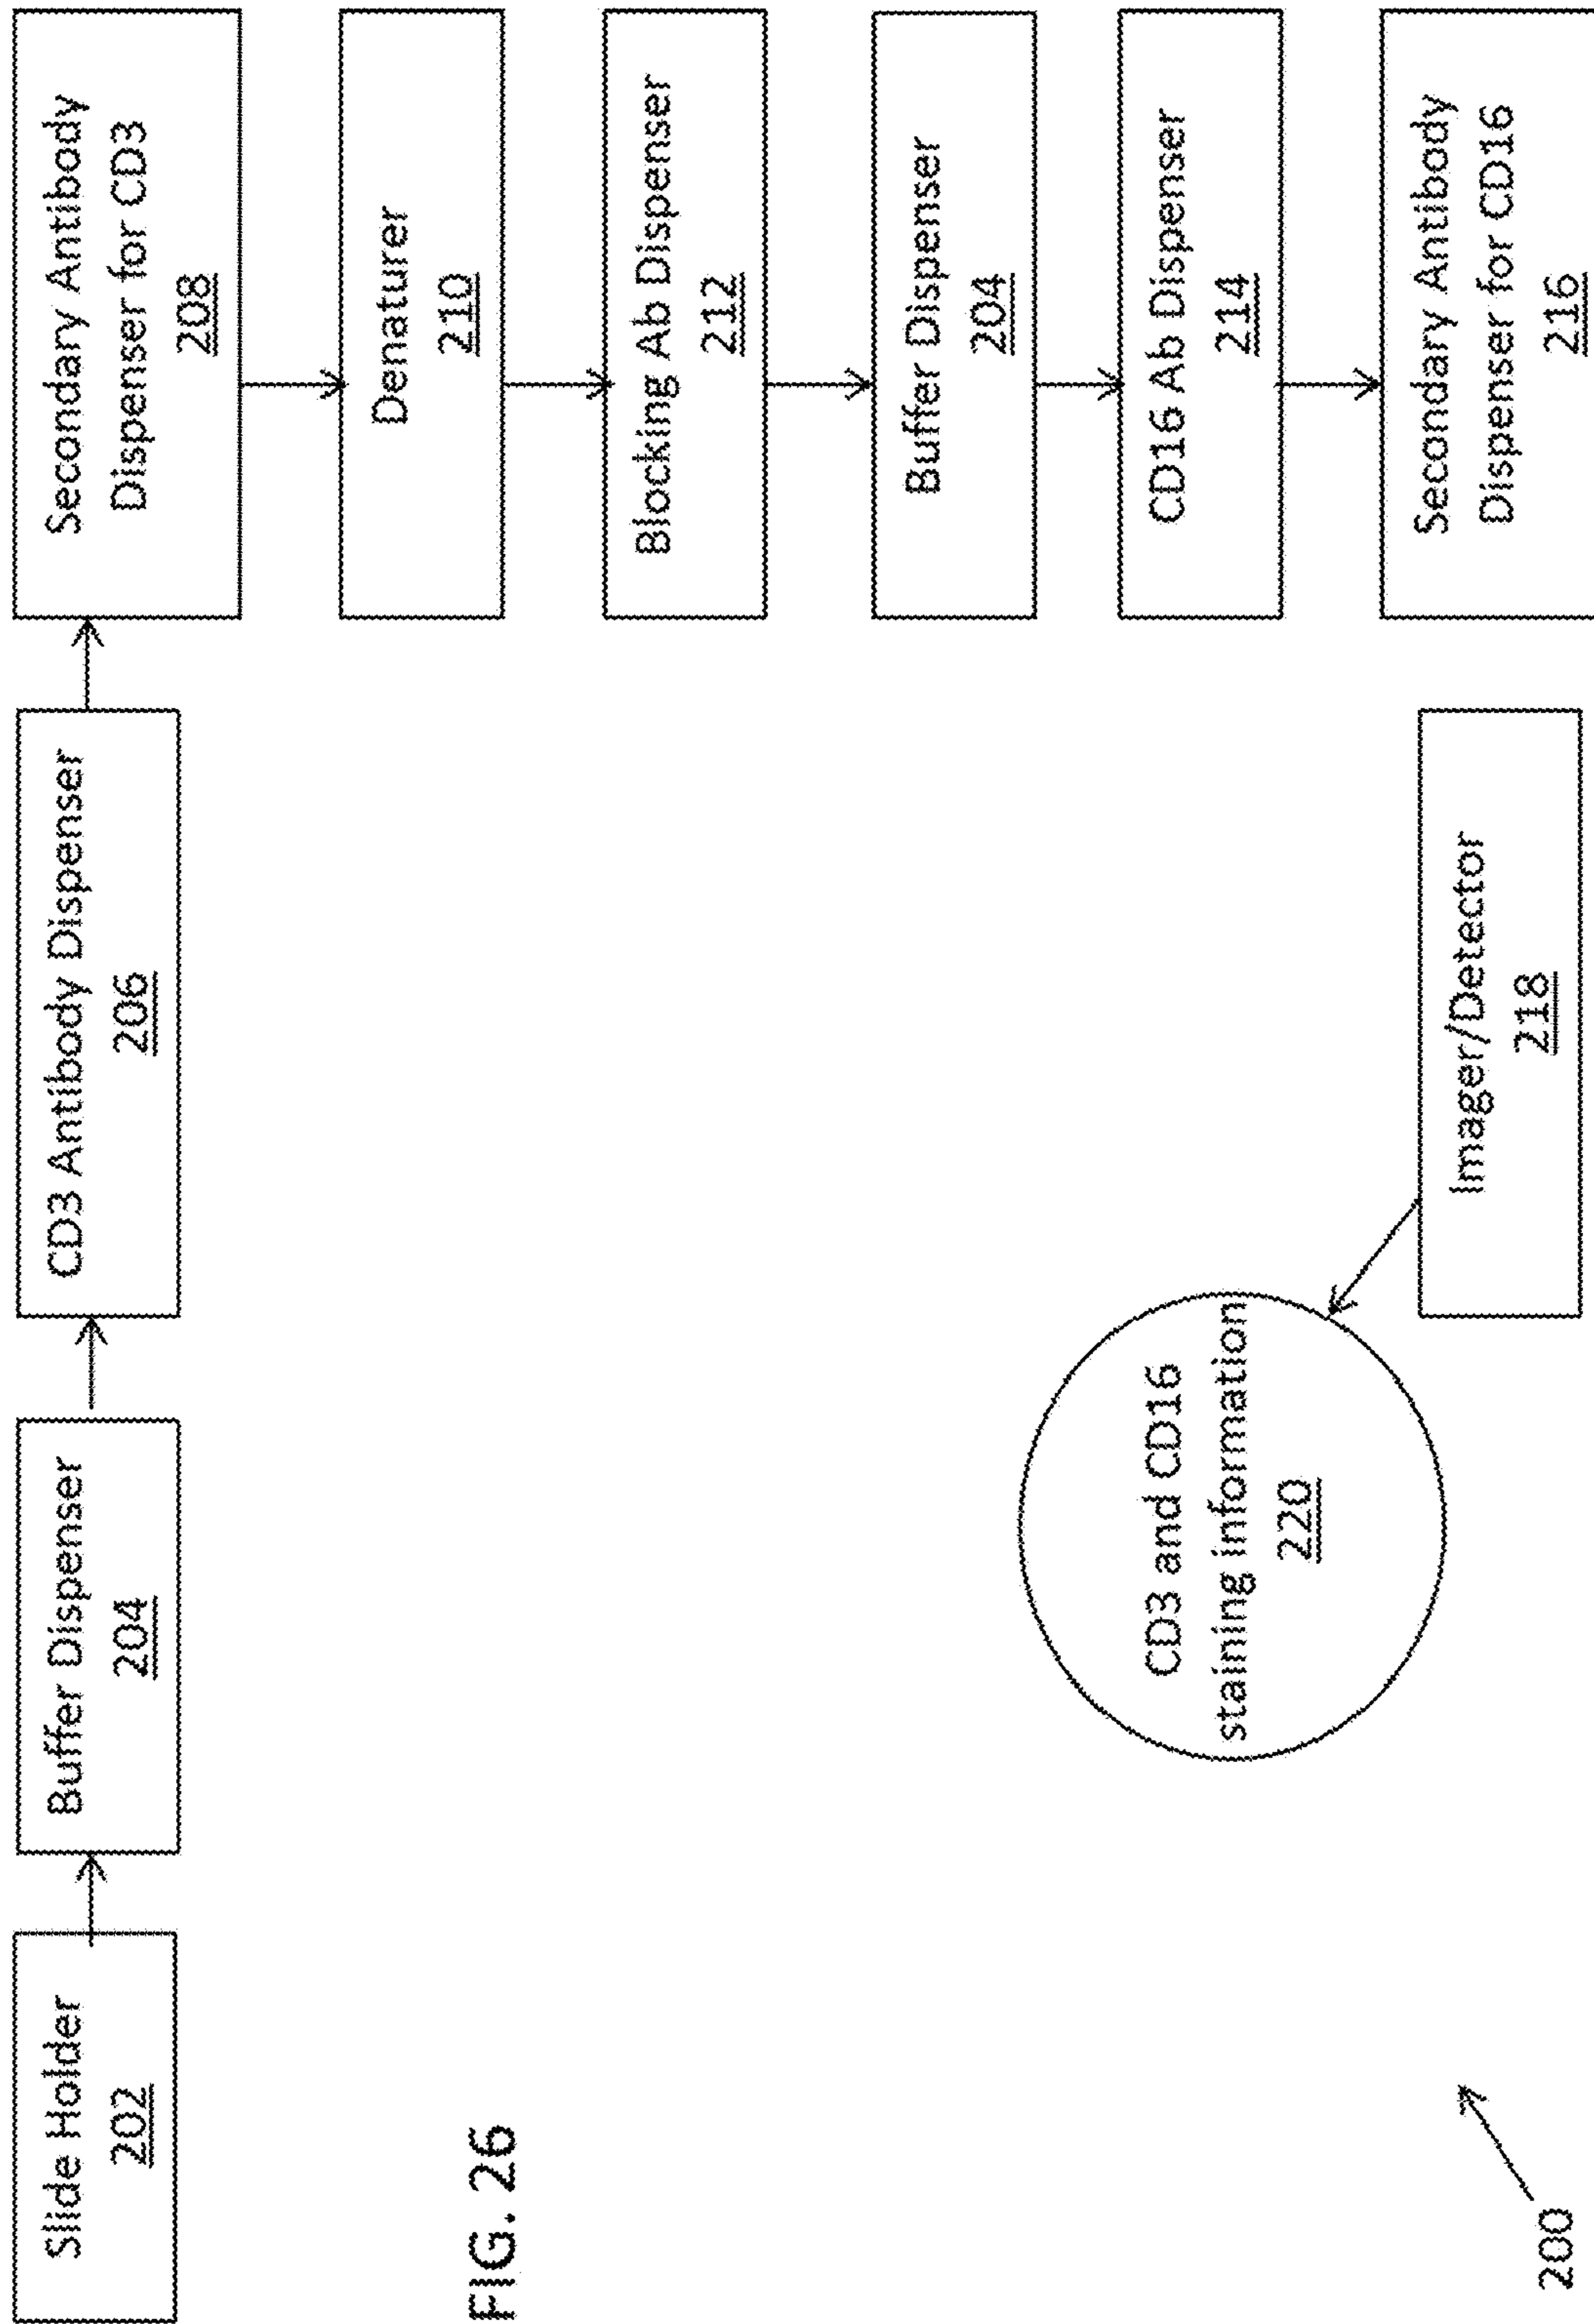 Slide Holder
202
Buffer Dispenser
204
CD3 Antibody Dispenser
206
Secondary Antibody
Dispenser for CD3
208
Denaturer
210
Blocking Ab Dispenser
212
Buffer Dispenser
204
CD16 Ab Dispenser
214
Secondary Antibody
Dispenser for CD16
216
Imager/Detector
218
CD3 and CD16
staining information
220
FIG. 26
200